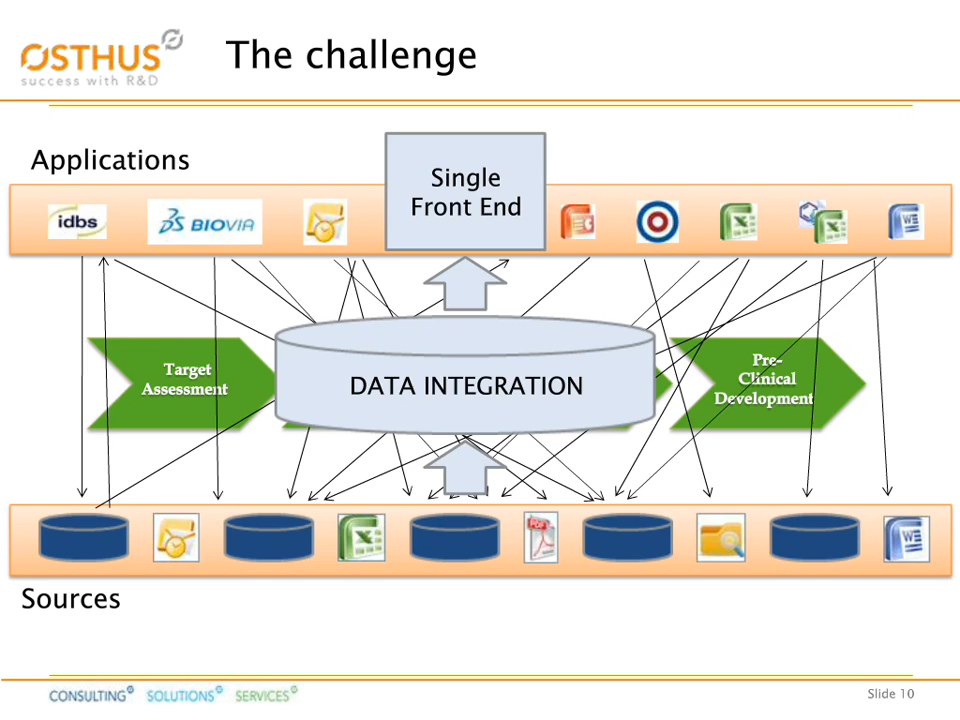 OSTHUS
success with R&D
The challenge
Applications
Single
Front End
idbs
BIOVIA
Target
Assessment
DATA INTEGRATION
Pre-
Clinical
Development
PDF
Sources
CONSULTING SOLUTIONS SERVICES
Slide 10